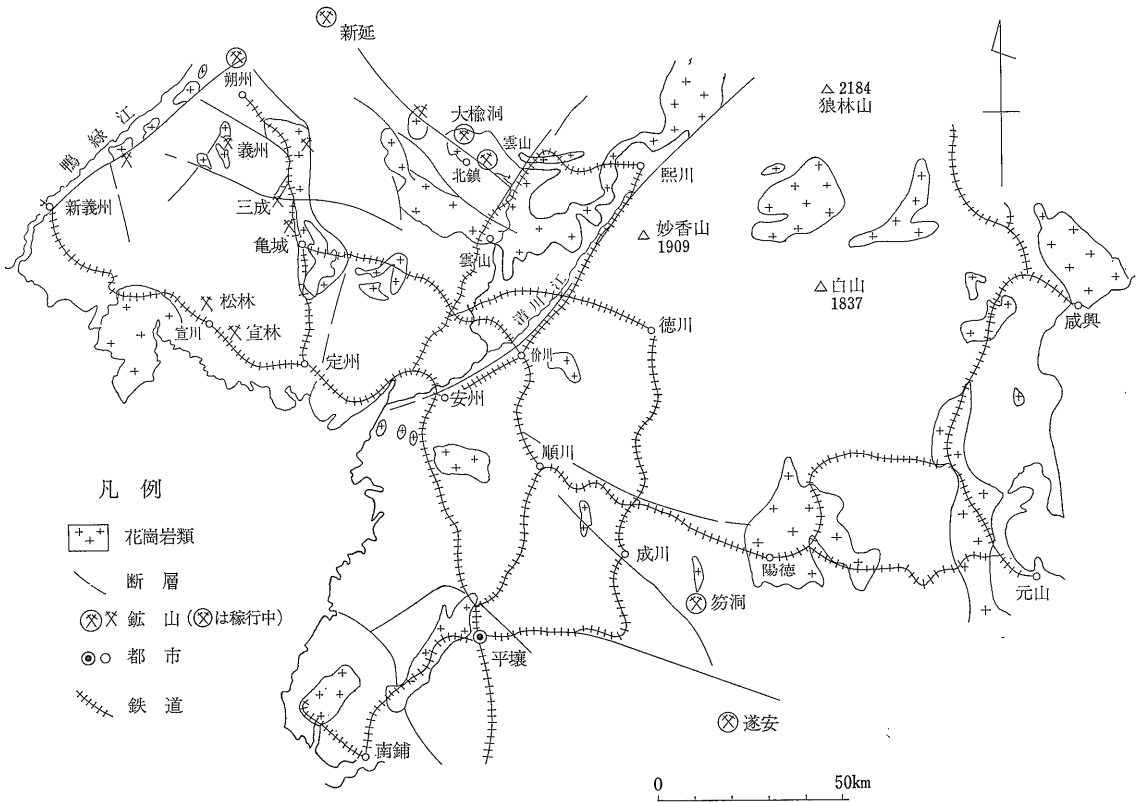 新延
朔州
鴨緑江
大楡洞
雲山
北鎮
義州
三成
新義州
亀城
雲山
熙川
△ 2184
狼林山
△ 妙香山
1909
△白山
1837
咸興
松林
宣川
宣林
定州
清川江
价川
徳川
安州
順川
成川
陽徳
元山
笏洞
平壌
遂安
南鋪
凡 例
花崗岩類
断 層
鉱 山 (は稼行中)
都 市
鉄 道
0 50km